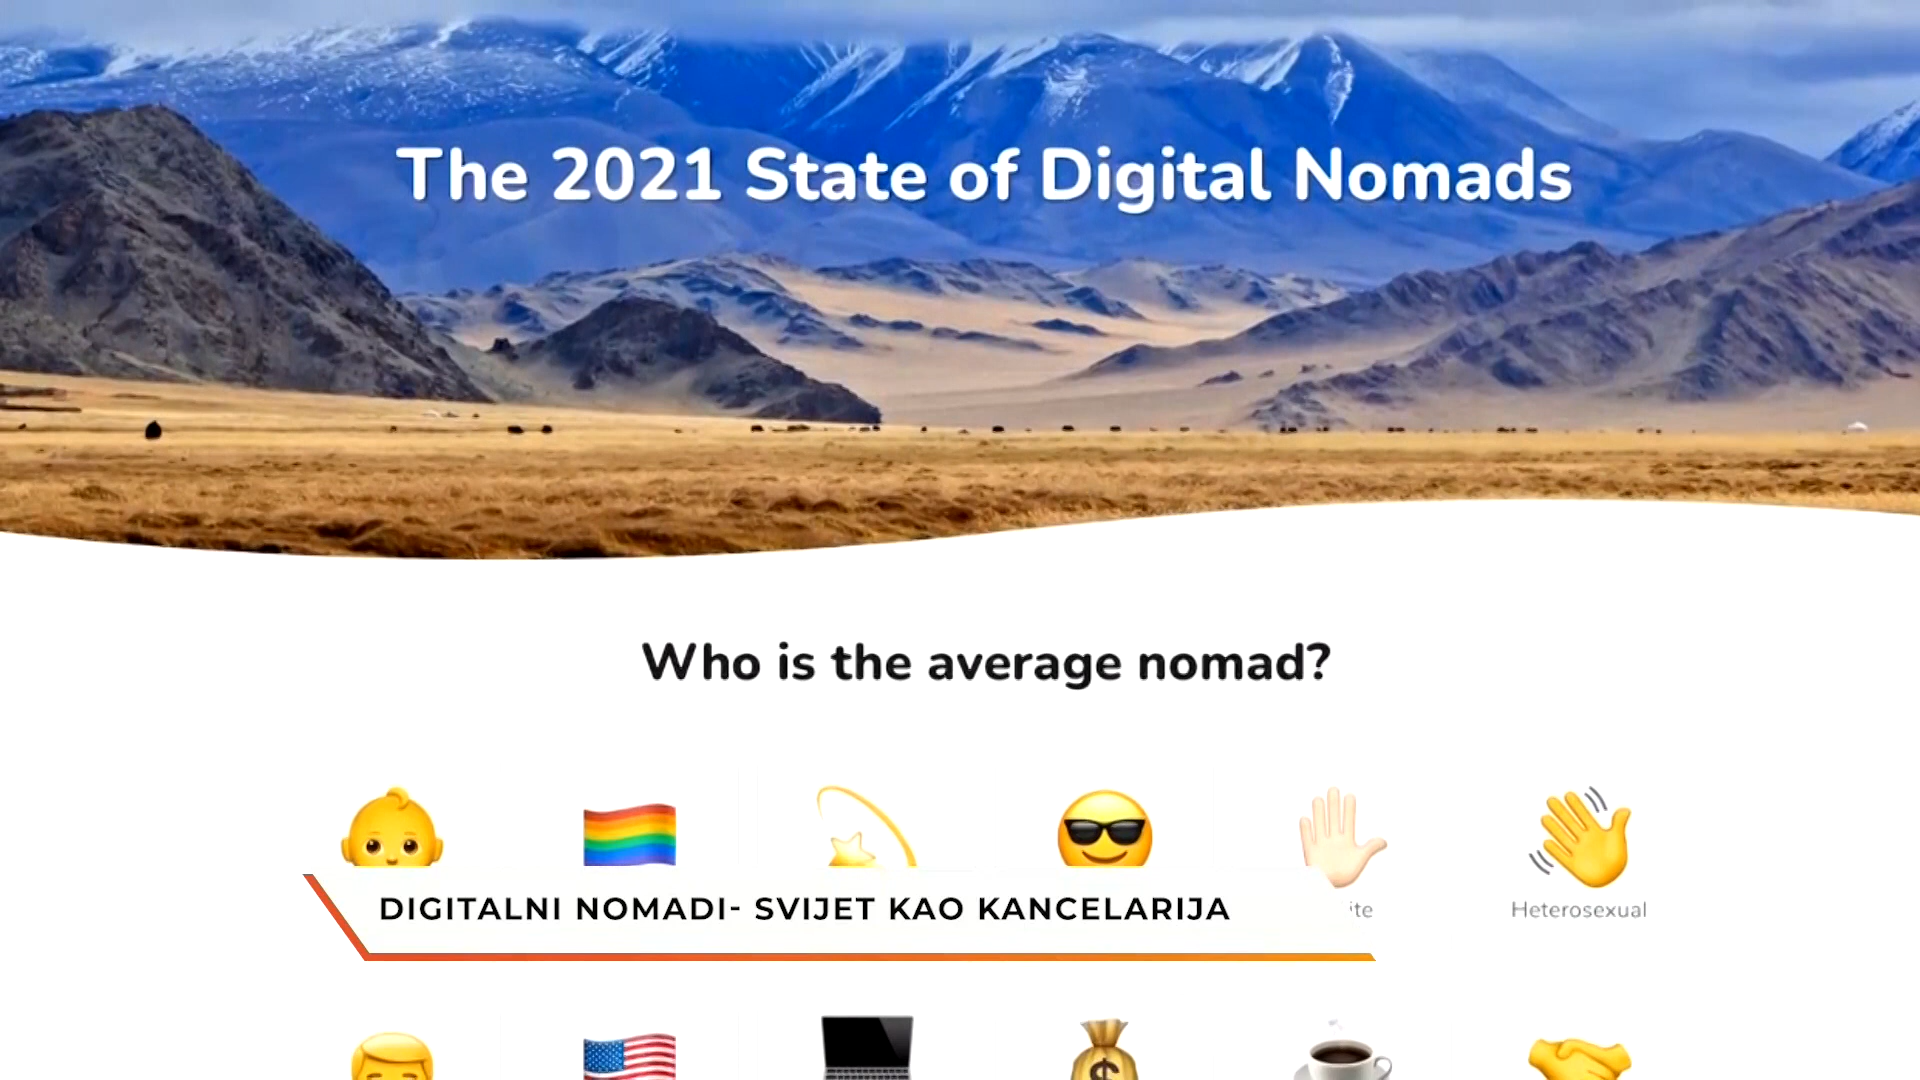 The 2021 State of Digital Nomads
Who is the average nomad?
Heterosexual
DIGITALNI NOMADI- SVIJET KAO KANCELARIJA